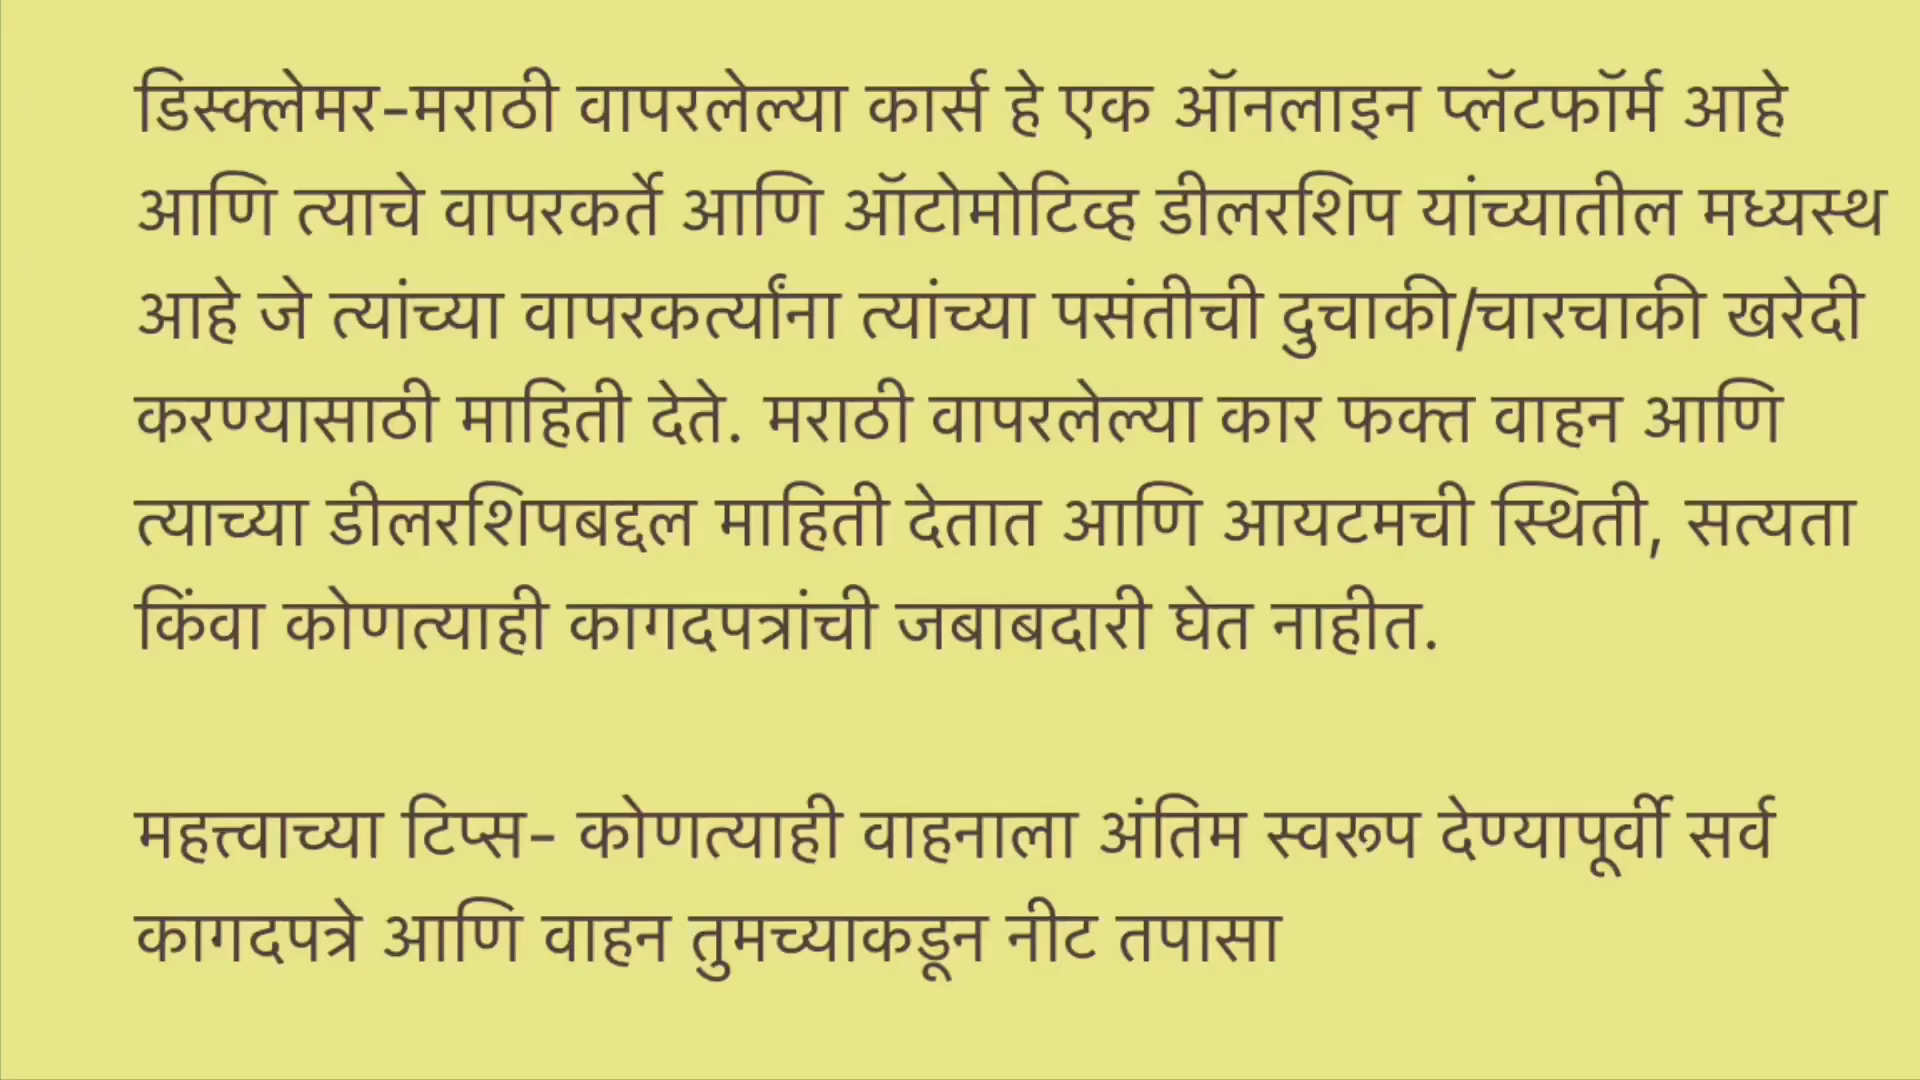 डिस्क्लेमर-मराठी वापरलेल्या कार्स हे एक ऑनलाइन प्लॅटफॉर्म आहे
आणि त्याचे वापरकर्ते आणि ऑटोमोटिव्ह डीलरशिप यांच्यातील मध्यस्थ
आहे जे त्यांच्या वापरकर्त्यांना त्यांच्या पसंतीची दुचाकी/चारचाकी खरेदी
करण्यासाठी माहिती देते. मराठी वापरलेल्या कार फक्त वाहन आणि
त्याच्या डीलरशिपबद्दल माहिती देतात आणि आयटमची स्थिती, सत्यता
किंवा कोणत्याही कागदपत्रांची जबाबदारी घेत नाहीत.
महत्त्वाच्या टिप्स- कोणत्याही वाहनाला अंतिम स्वरूप देण्यापूर्वी सर्व
कागदपत्रे आणि वाहन तुमच्याकडून नीट तपासा